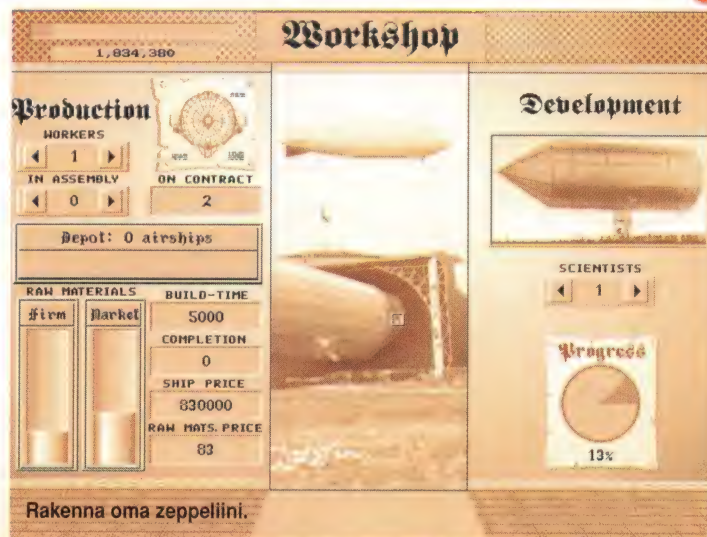 Workshop
1,834,380
Production
WORKERS
1
IN ASSEMBLY
0
ON CONTRACT
2
Depot: 0 airships
RAW MATERIALS
Firm
Market
BUILD-TIME
5000
COMPLETION
0
SHIP PRICE
830000
RAW MATS. PRICE
83
Development
SCIENTISTS
1
Progress
13%
Rakenna oma zeppeliini.